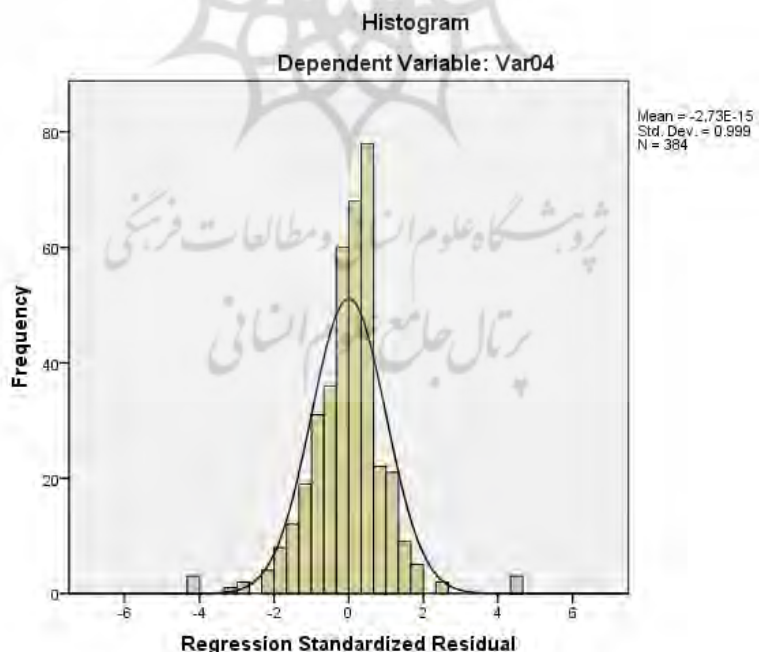 Histogram
Dependent Variable: Var04
Mean = -2.73E-15
Std. Dev. = 0.999
N = 384
80
60
40
20
0
Frequency
-6 -4 -2 0 2 4 6
Regression Standardized Residual
پژوهشگاه علوم انسانی و مطالعات فرهنگی
پرتال جامع علوم انسانی